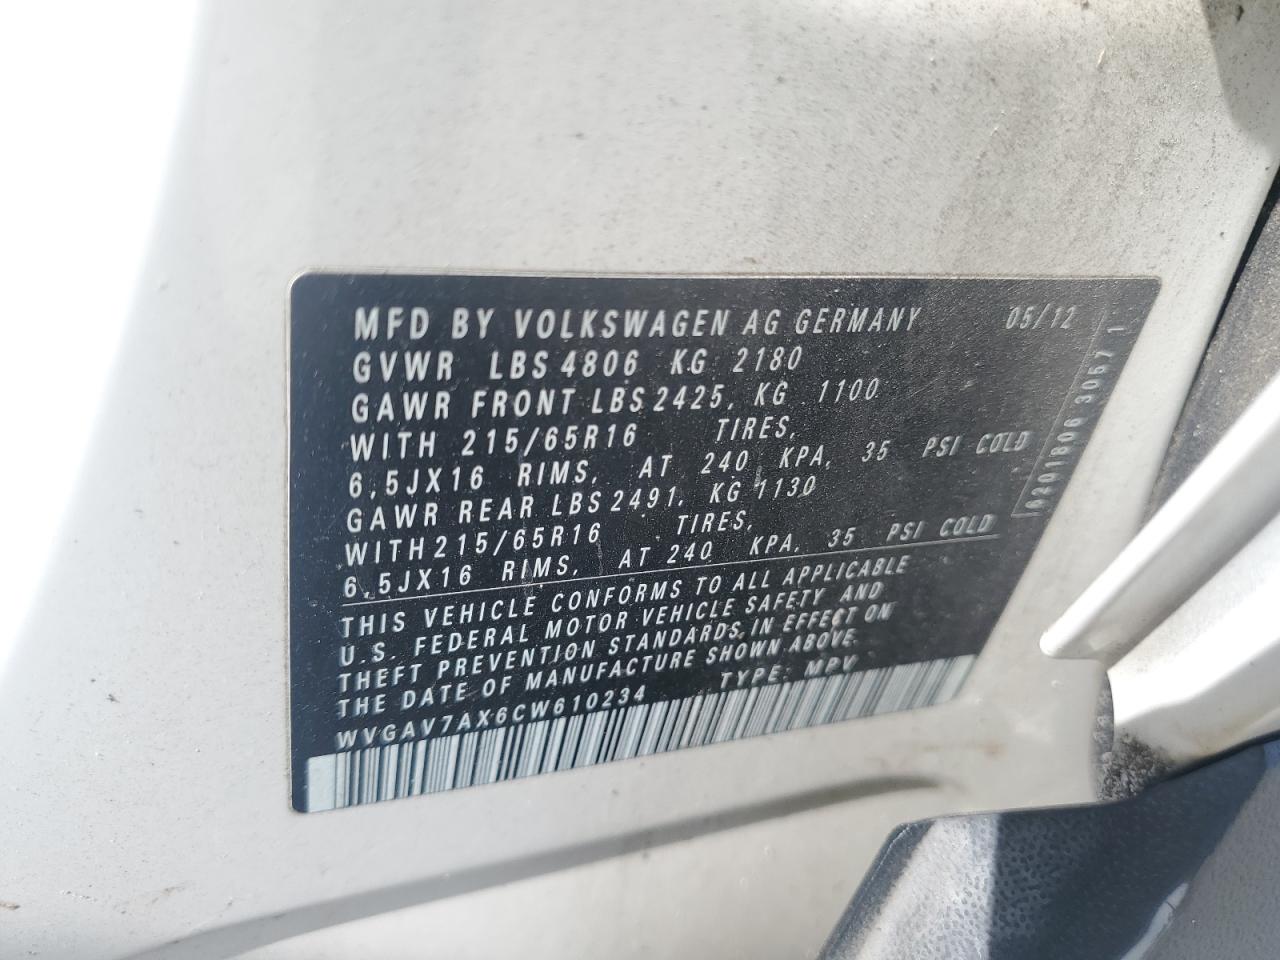 MFD BY VOLKSWAGEN AG GERMANY 05/12
GVWR LBS 4806 KG 2180
GAWR FRONT LBS 2425, KG 1100
WITH 215/65R16 TIRES,
6,5JX16 RIMS, AT 240 KPA, 35 PSI COLD
GAWR REAR LBS 2491, KG 1130
WITH 215/65R16 TIRES,
6,5JX16 RIMS, AT 240 KPA, 35 PSI COLD
THIS VEHICLE CONFORMS TO ALL APPLICABLE
U.S. FEDERAL MOTOR VEHICLE SAFETY AND
THEFT PREVENTION STANDARDS, IN EFFECT ON
THE DATE OF MANUFACTURE SHOWN ABOVE.
WVGAV7AX6CW610234 TYPE: MPV